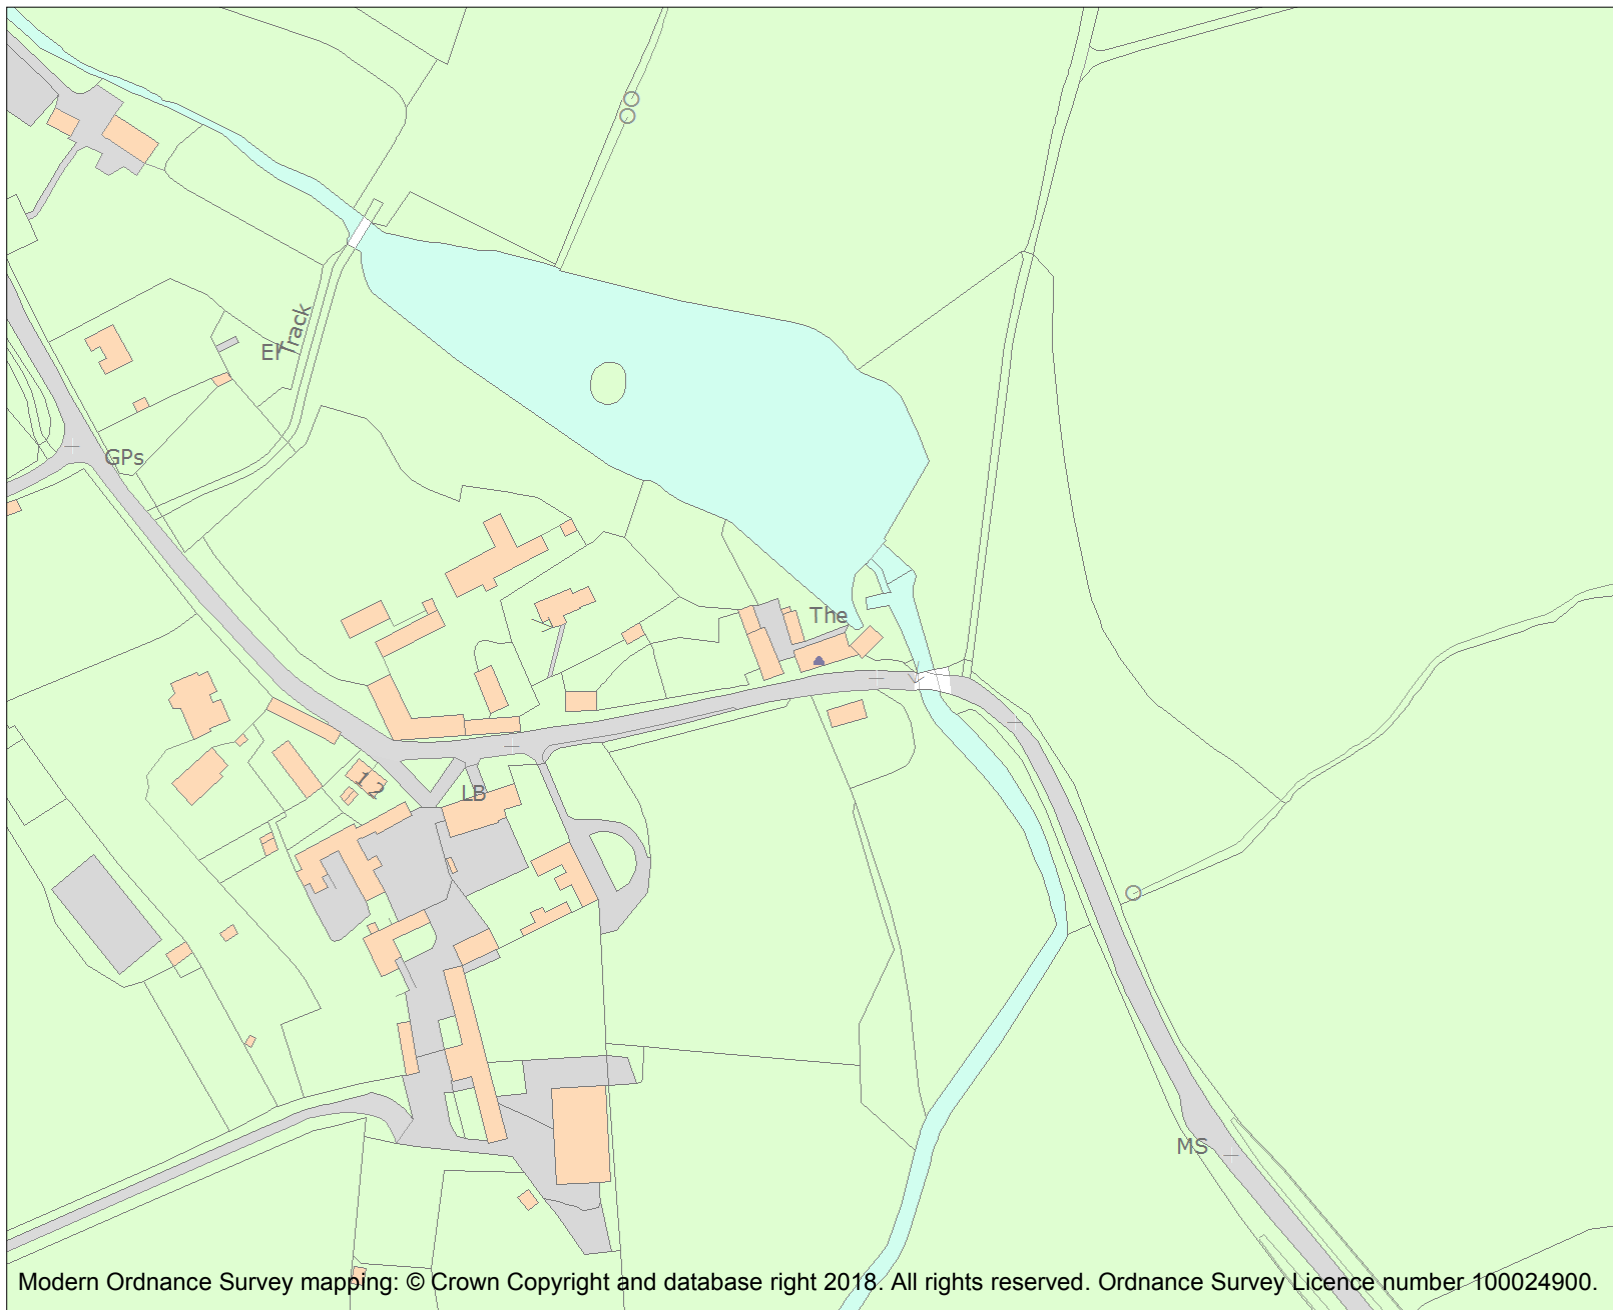 Track
El
GPs
The
1 2
LB
MS
Modern Ordnance Survey mapping: © Crown Copyright and database right 2018. All rights reserved. Ordnance Survey Licence number 100024900.